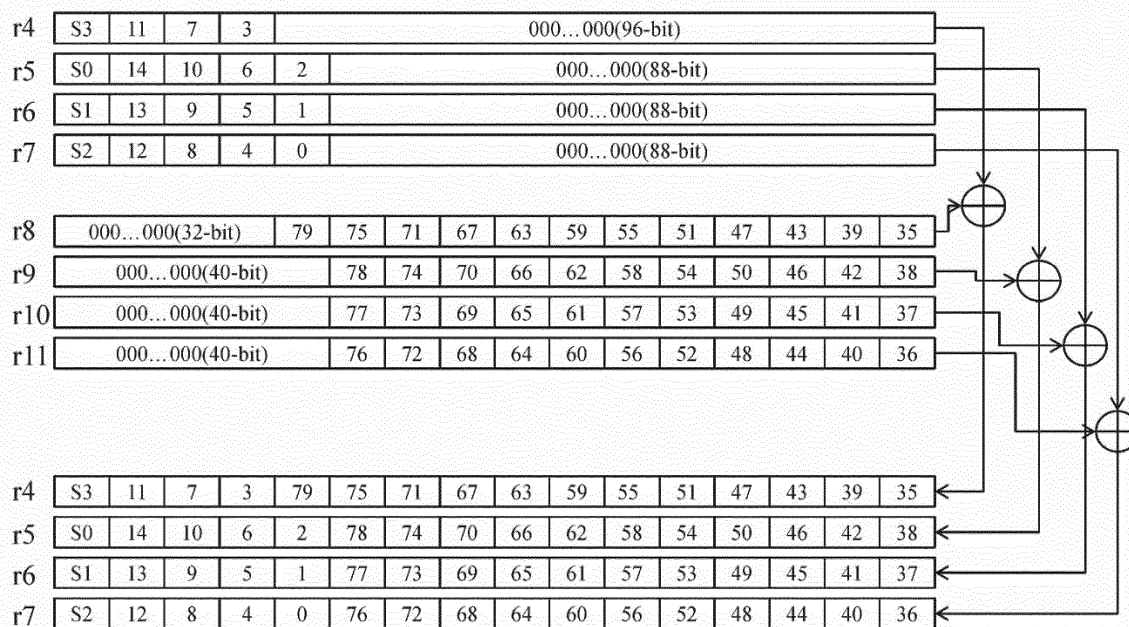 r4 S3 11 7 3 000...000(96-bit)
r5 S0 14 10 6 2 000...000(88-bit)
r6 S1 13 9 5 1 000...000(88-bit)
r7 S2 12 8 4 0 000...000(88-bit)
r8 000...000(32-bit) 79 75 71 67 63 59 55 51 47 43 39 35
r9 000...000(40-bit) 78 74 70 66 62 58 54 50 46 42 38
r10 000...000(40-bit) 77 73 69 65 61 57 53 49 45 41 37
r11 000...000(40-bit) 76 72 68 64 60 56 52 48 44 40 36
r4 S3 11 7 3 79 75 71 67 63 59 55 51 47 43 39 35
r5 S0 14 10 6 2 78 74 70 66 62 58 54 50 46 42 38
r6 S1 13 9 5 1 77 73 69 65 61 57 53 49 45 41 37
r7 S2 12 8 4 0 76 72 68 64 60 56 52 48 44 40 36